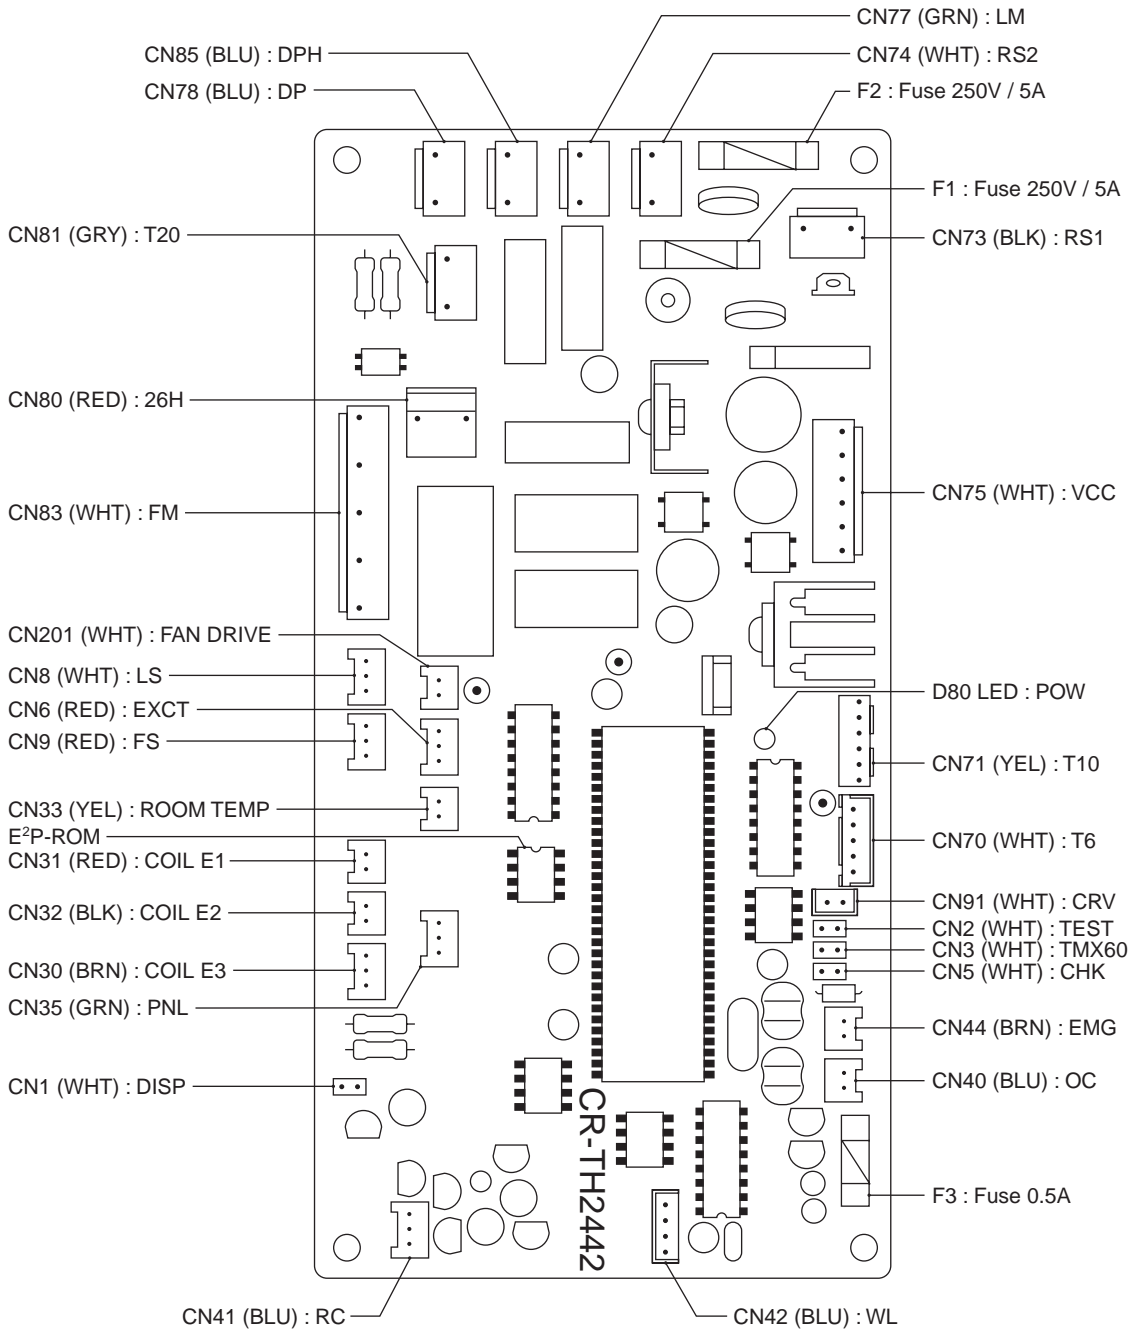 CN77 (GRN) : LM
CN85 (BLU) : DPH
CN74 (WHT) : RS2
CN78 (BLU) : DP
F2 : Fuse 250V / 5A
F1 : Fuse 250V / 5A
CN81 (GRY) : T20
CN73 (BLK) : RS1
CN80 (RED) : 26H
CN83 (WHT) : FM
CN75 (WHT) : VCC
CN201 (WHT) : FAN DRIVE
CN8 (WHT) : LS
CN6 (RED) : EXCT
CN9 (RED) : FS
D80 LED : POW
CN71 (YEL) : T10
CN33 (YEL) : ROOM TEMP
E²P-ROM
CN31 (RED) : COIL E1
CN32 (BLK) : COIL E2
CN30 (BRN) : COIL E3
CN35 (GRN) : PNL
CN70 (WHT) : T6
CN91 (WHT) : CRV
CN2 (WHT) : TEST
CN3 (WHT) : TMX60
CN5 (WHT) : CHK
CN44 (BRN) : EMG
CN1 (WHT) : DISP
CN40 (BLU) : OC
CR-TH2442
F3 : Fuse 0.5A
CN41 (BLU) : RC
CN42 (BLU) : WL